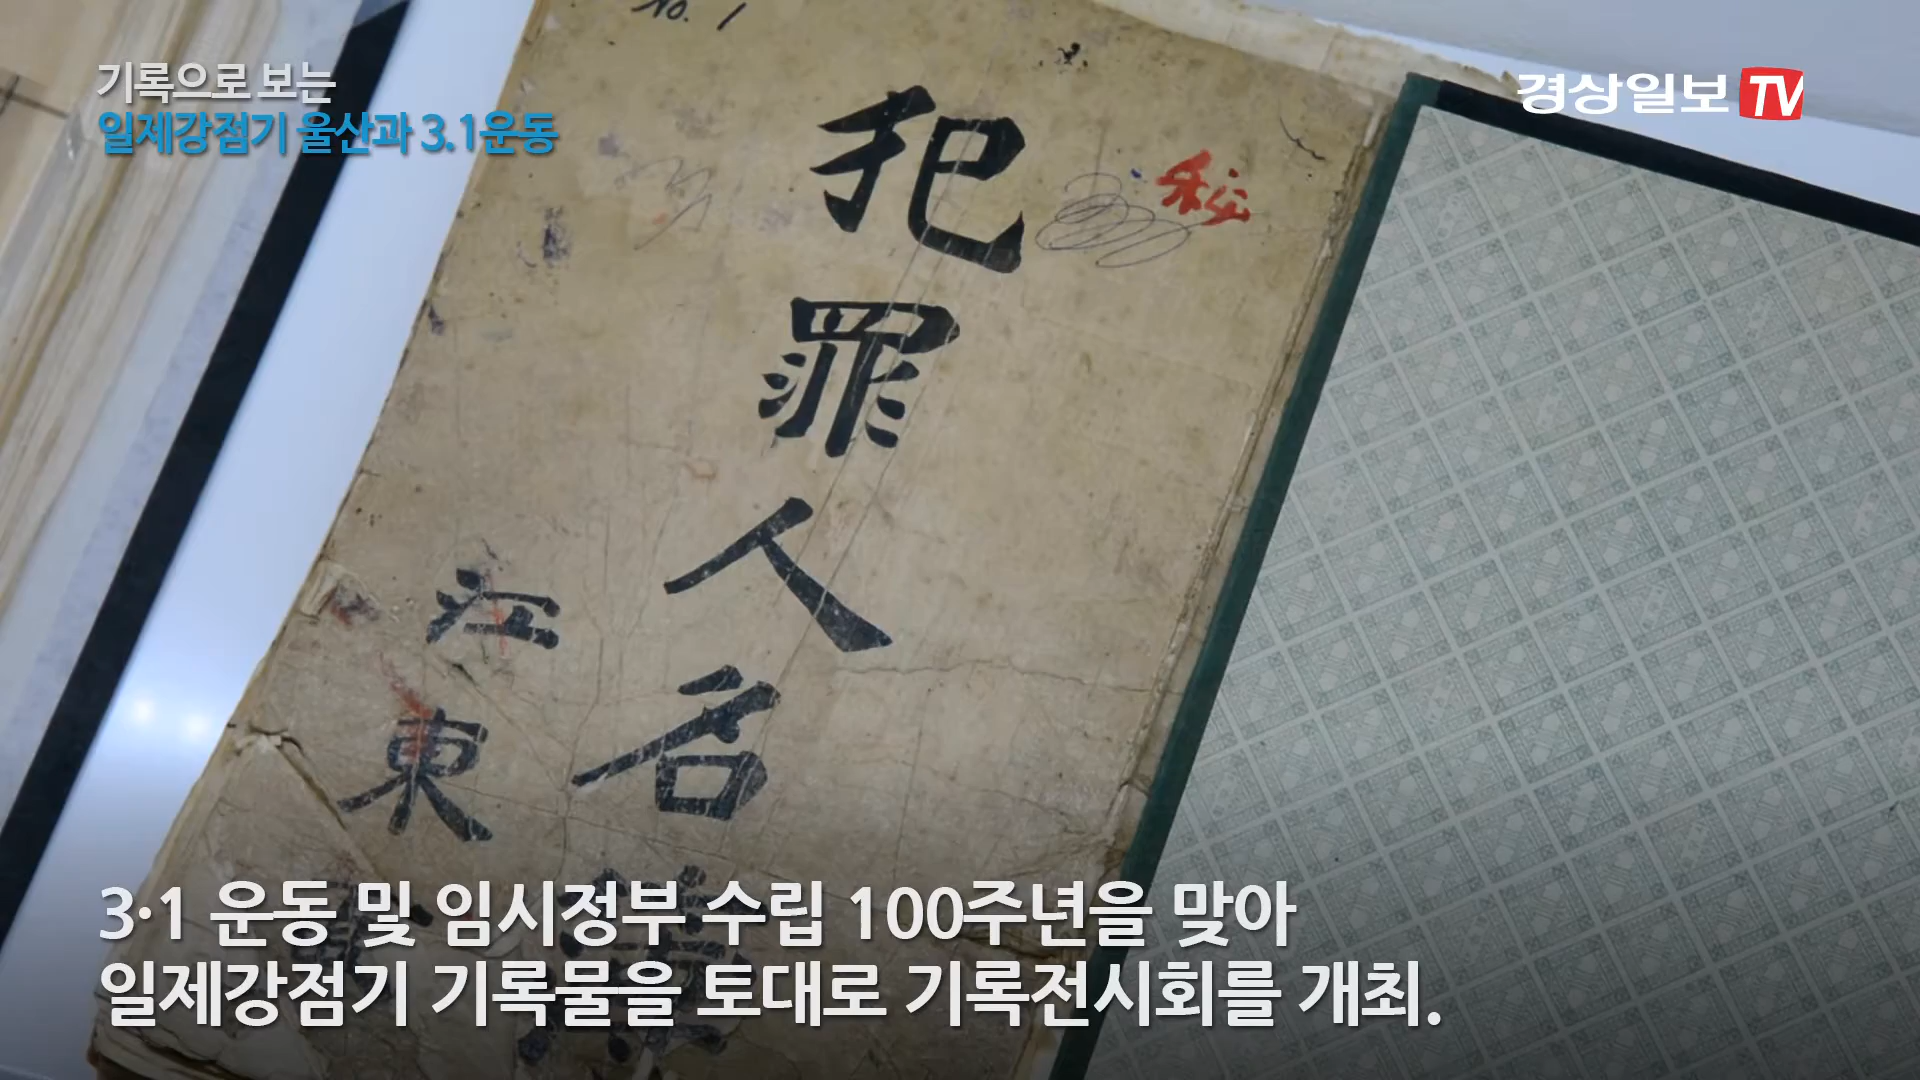 기록으로 보는
일제강점기 울산과 3.1운동
경상일보 TV
No. 1
秘
犯罪人名簿
江東
3·1 운동 및 임시정부 수립 100주년을 맞아
일제강점기 기록물을 토대로 기록전시회를 개최.